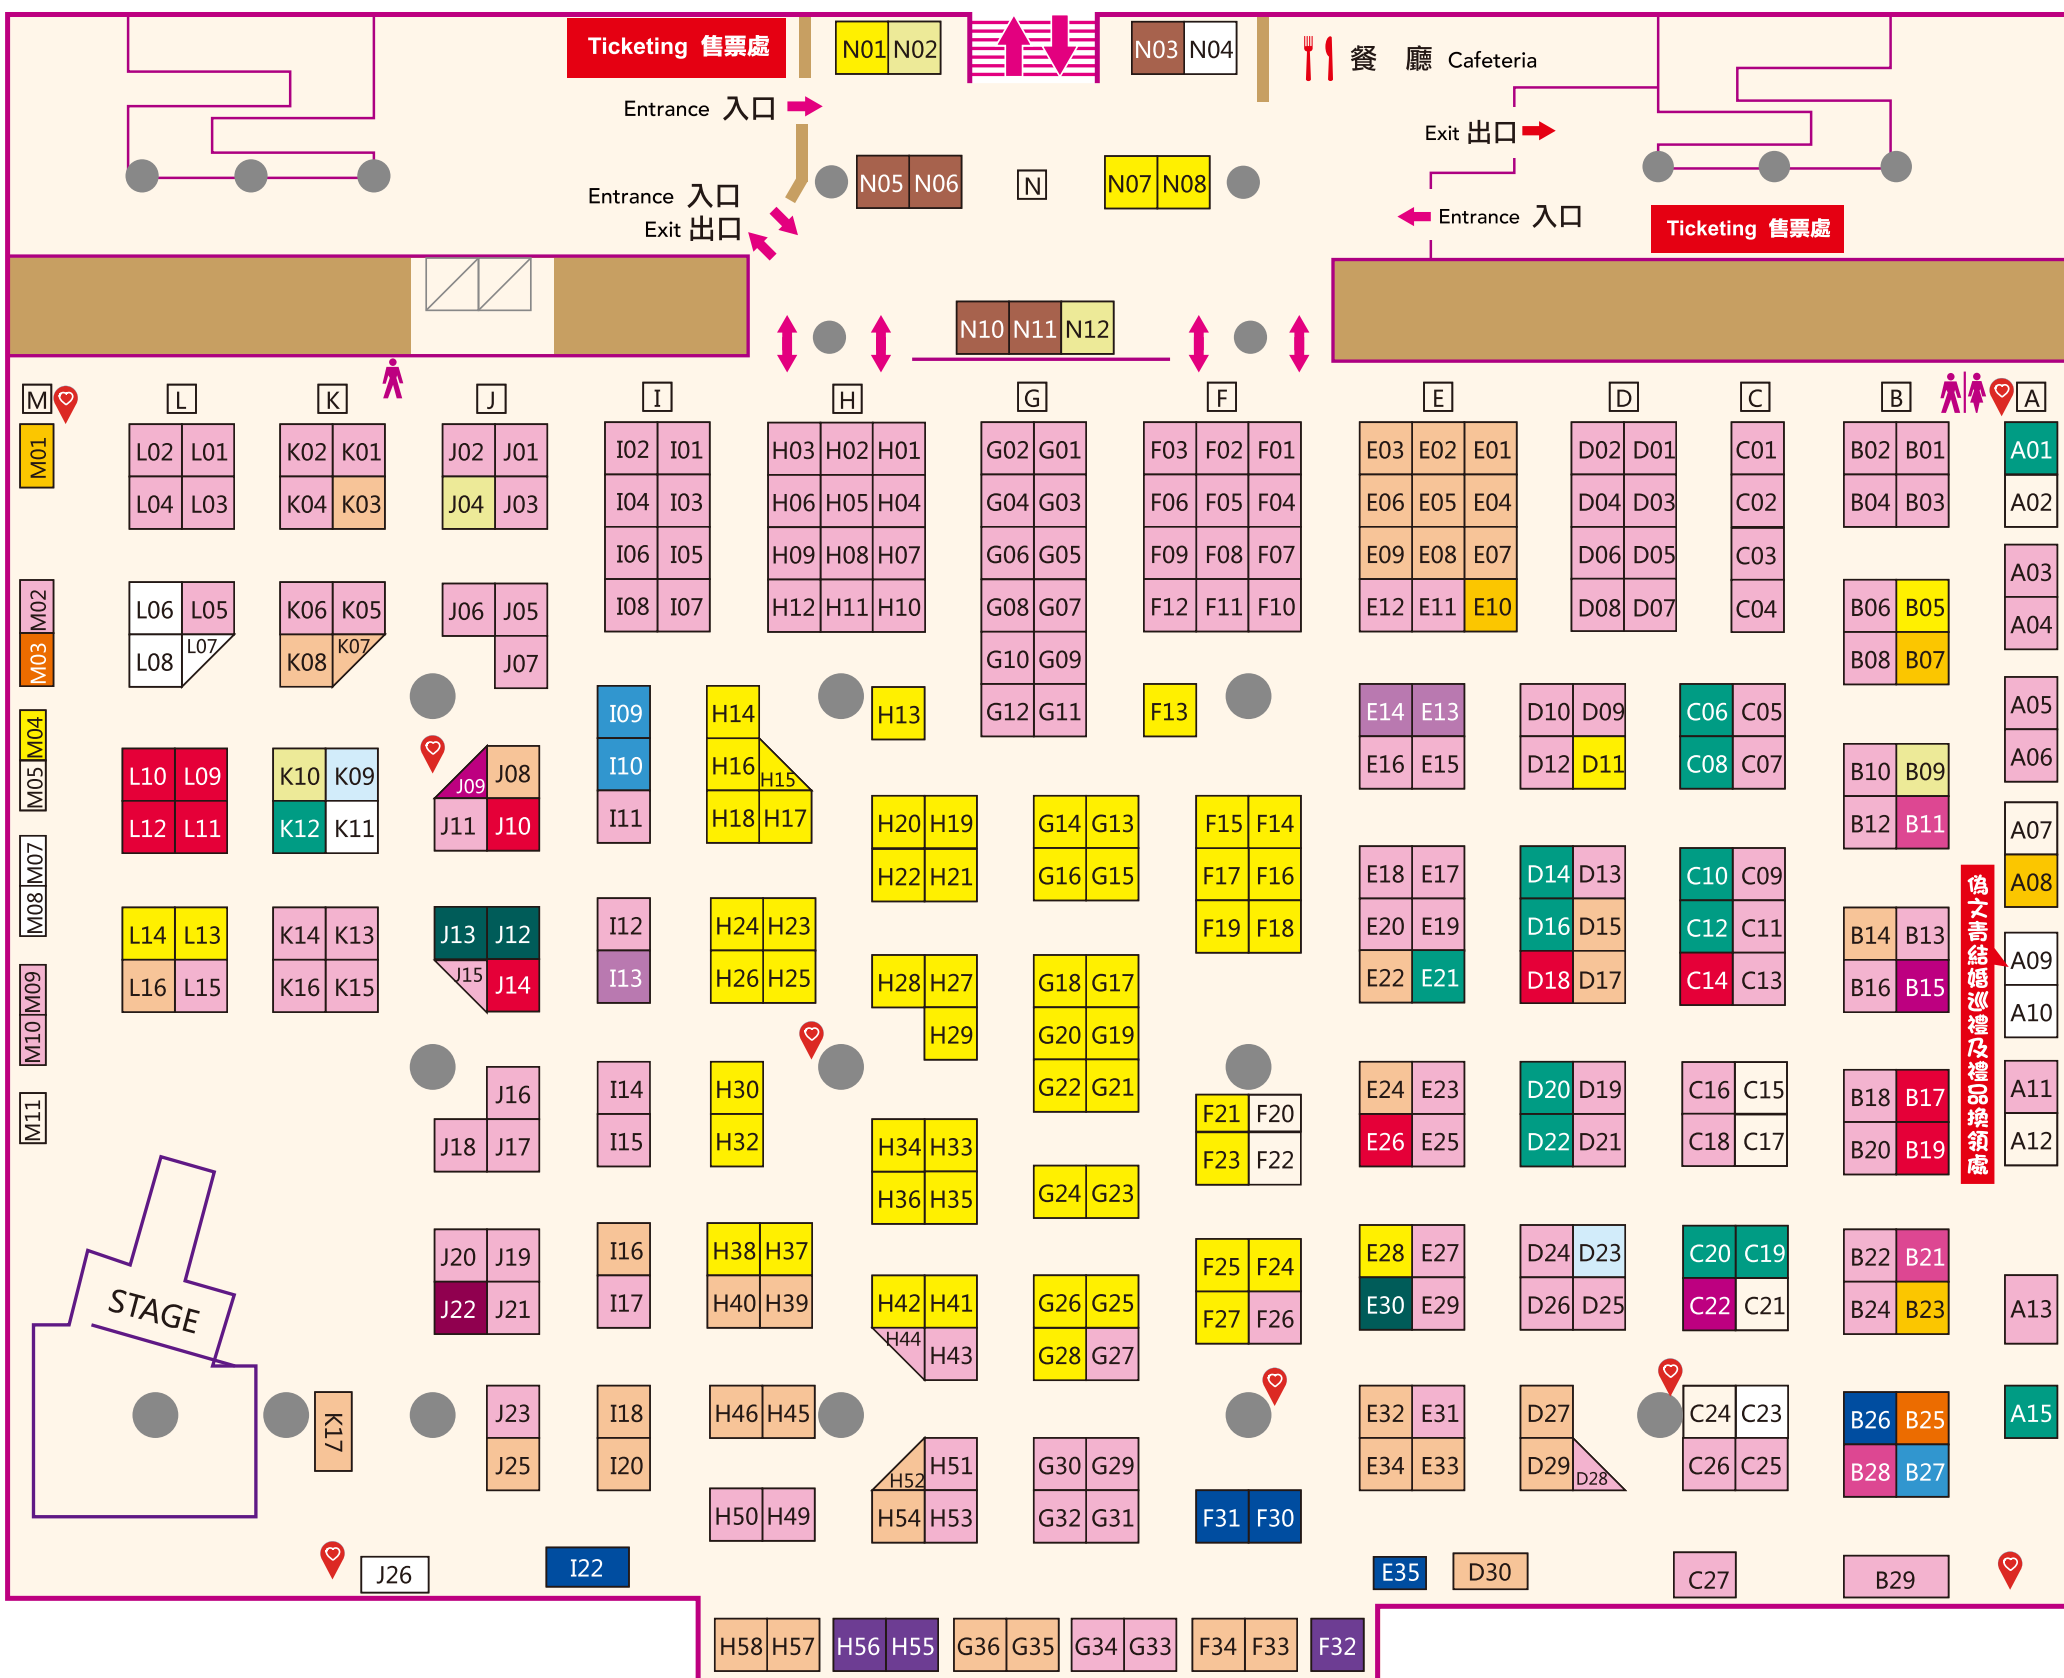 Ticketing 售票處
N01 N02
N03 N04
餐 廳 Cafeteria
Entrance 入口
Exit 出口
N05 N06
N
N07 N08
Entrance 入口
Exit 出口
Entrance 入口
Ticketing 售票處
N10 N11 N12
M L K J I H G F E D C B A
M01 L02 L01 K02 K01 J02 J01 I02 I01 H03 H02 H01 G02 G01 F03 F02 F01 E03 E02 E01 D02 D01 C01 B02 B01 A01
L04 L03 K04 K03 J04 J03 I04 I03 H06 H05 H04 G04 G03 F06 F05 F04 E06 E05 E04 D04 D03 C02 B04 B03 A02
I06 I05 H09 H08 H07 G06 G05 F09 F08 F07 E09 E08 E07 D06 D05 C03 A03
M02 L06 L05 K06 K05 J06 J05 I08 I07 H12 H11 H10 G08 G07 F12 F11 F10 E12 E11 E10 D08 D07 C04 B06 B05 A04
M03 L08 L07 K08 K07 J07 G10 G09 B08 B07
M04 I09 H14 H13 G12 G11 F13 E14 E13 D10 D09 C06 C05 A05
M05 L10 L09 K10 K09 J09 J08 I10 H16 H15 E16 E15 D12 D11 C08 C07 B10 B09 A06
M07 L12 L11 K12 K11 J11 J10 I11 H18 H17 H20 H19 G14 G13 F15 F14 B12 B11 A07
M08 H22 H21 G16 G15 F17 F16 E18 E17 D14 D13 C10 C09 A08
L14 L13 K14 K13 J13 J12 I12 H24 H23 F19 F18 E20 E19 D16 D15 C12 C11 B14 B13 A09
M09 L16 L15 K16 K15 J15 J14 I13 H26 H25 H28 H27 G18 G17 E22 E21 D18 D17 C14 C13 B16 B15 A10
偽文青結婚巡禮及禮品換領處
M10 H29 G20 G19
M11 J16 I14 H30 G22 G21 F21 F20 E24 E23 D20 D19 C16 C15 B18 B17 A11
J18 J17 I15 H32 H34 H33 F23 F22 E26 E25 D22 D21 C18 C17 B20 B19 A12
H36 H35 G24 G23
J20 J19 I16 H38 H37 F25 F24 E28 E27 D24 D23 C20 C19 B22 B21
STAGE
J22 J21 I17 H40 H39 H42 H41 G26 G25 F27 F26 E30 E29 D26 D25 C22 C21 B24 B23 A13
H44 H43 G28 G27
K17 J23 I18 H46 H45 E32 E31 D27 C24 C23 B26 B25 A15
J25 I20 H52 H51 G30 G29 E34 E33 D29 D28 C26 C25 B28 B27
H50 H49 H54 H53 G32 G31 F31 F30
J26 I22 E35 D30 C27 B29
H58 H57 H56 H55 G36 G35 G34 G33 F34 F33 F32